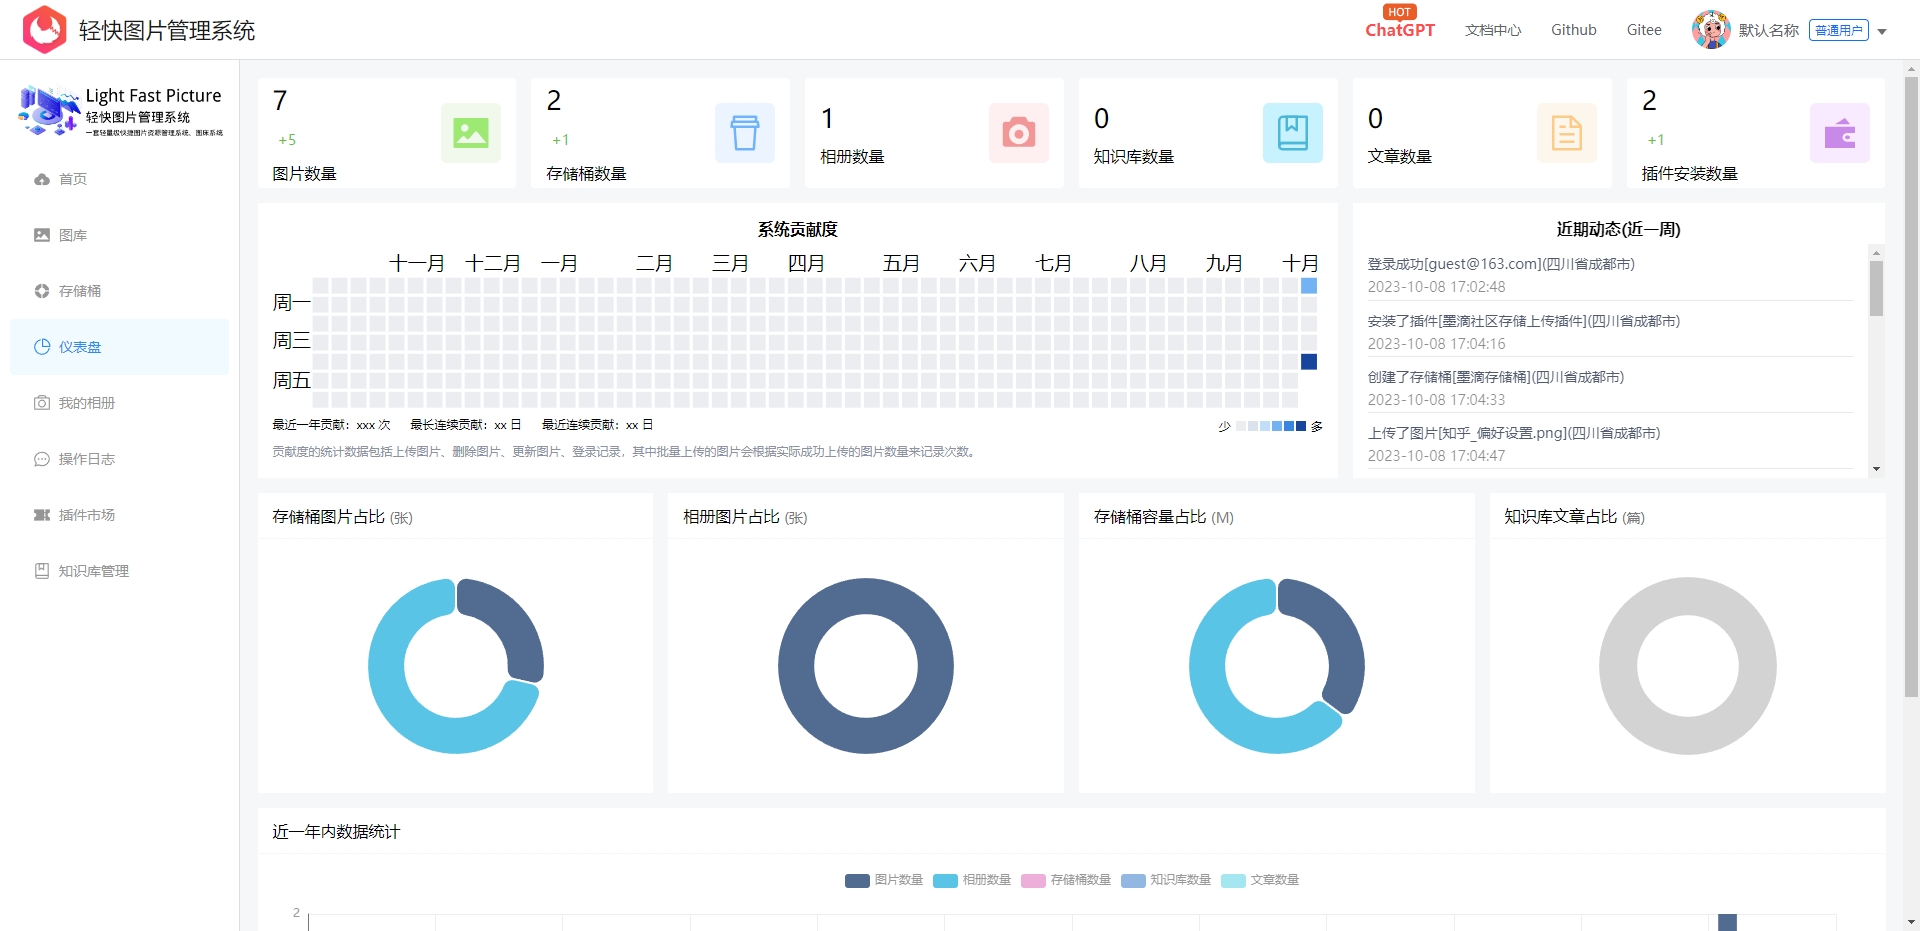 轻快图片管理系统
HOT
ChatGPT
文档中心
Github
Gitee
默认名称
普通用户
Light Fast Picture
轻快图片管理系统
一套轻量级快捷图片资源管理系统、图床系统
首页
图库
存储桶
仪表盘
我的相册
操作日志
插件市场
知识库管理
7
+5
图片数量
2
+1
存储桶数量
1
相册数量
0
知识库数量
0
文章数量
2
+1
插件安装数量
系统贡献度
十一月 十二月 一月 二月 三月 四月 五月 六月 七月 八月 九月 十月
周一
周三
周五
最近一年贡献：xxx 次 最长连续贡献：xx 日 最近连续贡献：xx 日
少 多
贡献度的统计数据包括上传图片、删除图片、更新图片、登录记录，其中批量上传的图片会根据实际成功上传的图片数量来记录次数。
近期动态(近一周)
登录成功[guest@163.com](四川省成都市)
2023-10-08 17:02:48
安装了插件[墨滴社区存储上传插件](四川省成都市)
2023-10-08 17:04:16
创建了存储桶[墨滴存储桶](四川省成都市)
2023-10-08 17:04:33
上传了图片[知乎_偏好设置.png](四川省成都市)
2023-10-08 17:04:47
存储桶图片占比 (张)
相册图片占比 (张)
存储桶容量占比 (M)
知识库文章占比 (篇)
近一年内数据统计
图片数量 相册数量 存储桶数量 知识库数量 文章数量
2